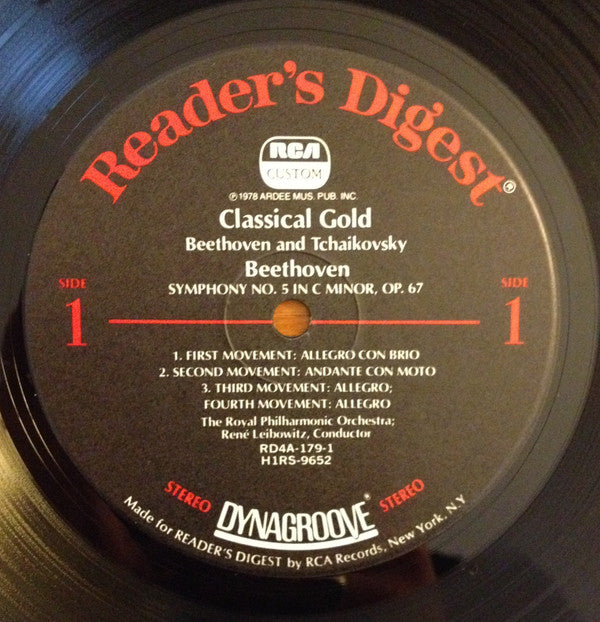 Reader's Digest®
RCA
CUSTOM
℗1978 ARDEE MUS. PUB. INC.
Classical Gold
Beethoven and Tchaikovsky
Beethoven
SYMPHONY NO. 5 IN C MINOR, OP. 67
SIDE
1
SIDE
1
1. FIRST MOVEMENT: ALLEGRO CON BRIO
2. SECOND MOVEMENT: ANDANTE CON MOTO
3. THIRD MOVEMENT: ALLEGRO;
FOURTH MOVEMENT: ALLEGRO
The Royal Philharmonic Orchestra;
René Leibowitz, Conductor
RD4A-179-1
H1RS-9652
STEREO
DYNAGROOVE®
STEREO
Made for READER'S DIGEST by RCA Records, New York, N.Y